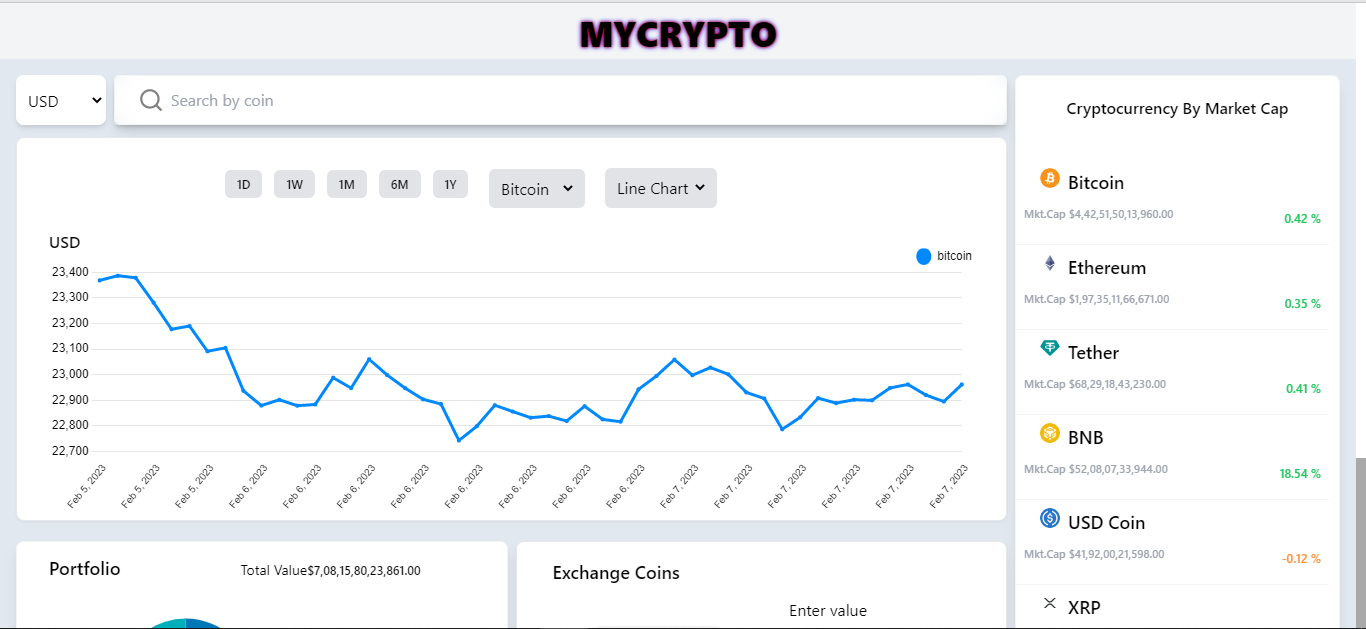 MYCRYPTO
USD
Search by coin
1D 1W 1M 6M 1Y Bitcoin Line Chart
USD
bitcoin
23,400
23,300
23,200
23,100
23,000
22,900
22,800
22,700
Feb 5, 2023 Feb 5, 2023 Feb 5, 2023 Feb 6, 2023 Feb 6, 2023 Feb 6, 2023 Feb 6, 2023 Feb 6, 2023 Feb 6, 2023 Feb 6, 2023 Feb 6, 2023 Feb 7, 2023 Feb 7, 2023 Feb 7, 2023 Feb 7, 2023 Feb 7, 2023 Feb 7, 2023
Portfolio Total Value$7,08,15,80,23,861.00
Exchange Coins
Enter value
Cryptocurrency By Market Cap
Bitcoin
Mkt.Cap $4,42,51,50,13,960.00 0.42 %
Ethereum
Mkt.Cap $1,97,35,11,66,671.00 0.35 %
Tether
Mkt.Cap $68,29,18,43,230.00 0.41 %
BNB
Mkt.Cap $52,08,07,33,944.00 18.54 %
USD Coin
Mkt.Cap $41,92,00,21,598.00 -0.12 %
XRP